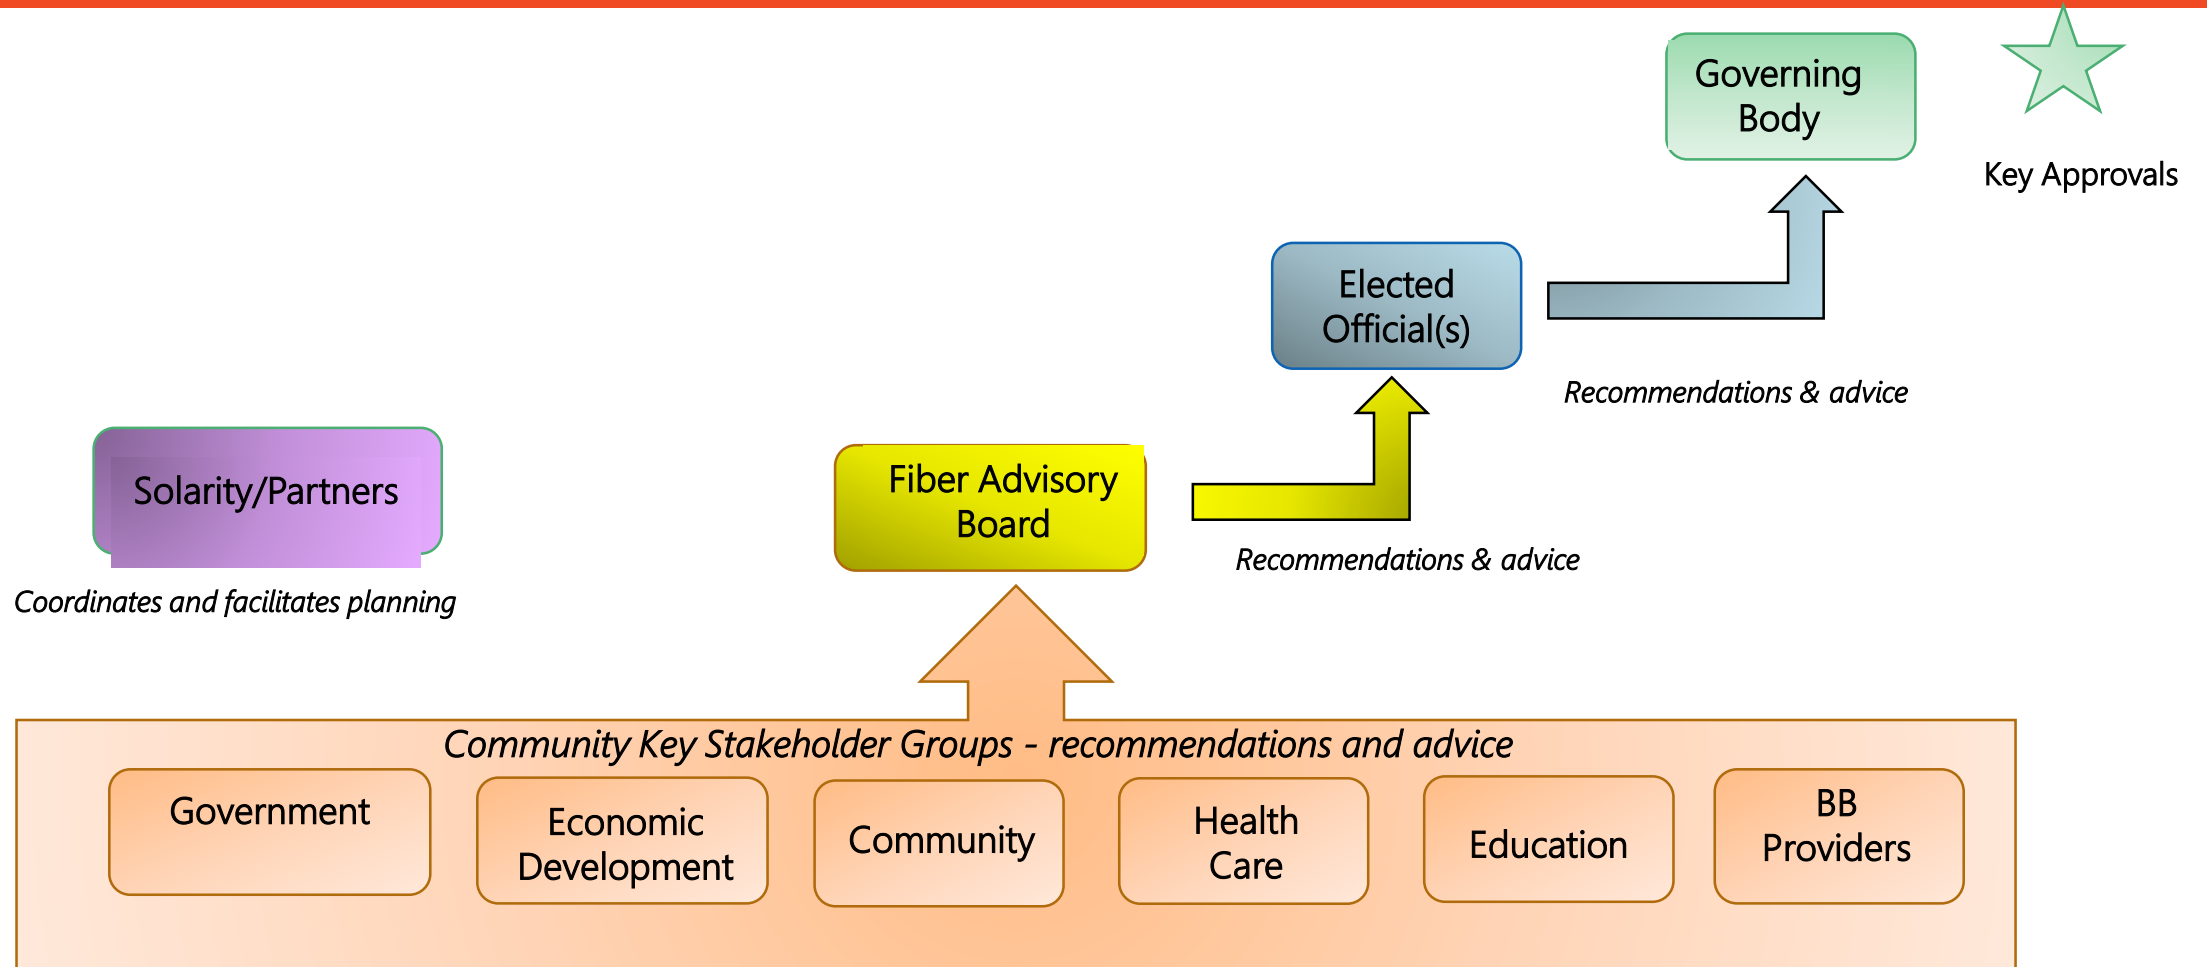 Governing
Body
Key Approvals
Elected
Official(s)
Recommendations & advice
Solarity/Partners
Coordinates and facilitates planning
Fiber Advisory
Board
Recommendations & advice
Community Key Stakeholder Groups - recommendations and advice
Government
Economic
Development
Community
Health
Care
Education
BB
Providers